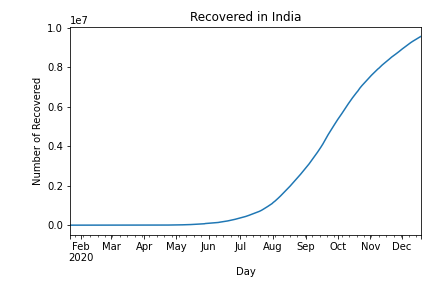 Recovered in India
1e7
1.0
0.8
0.6
0.4
0.2
0.0
Number of Recovered
Feb Mar Apr May Jun Jul Aug Sep Oct Nov Dec
2020
Day